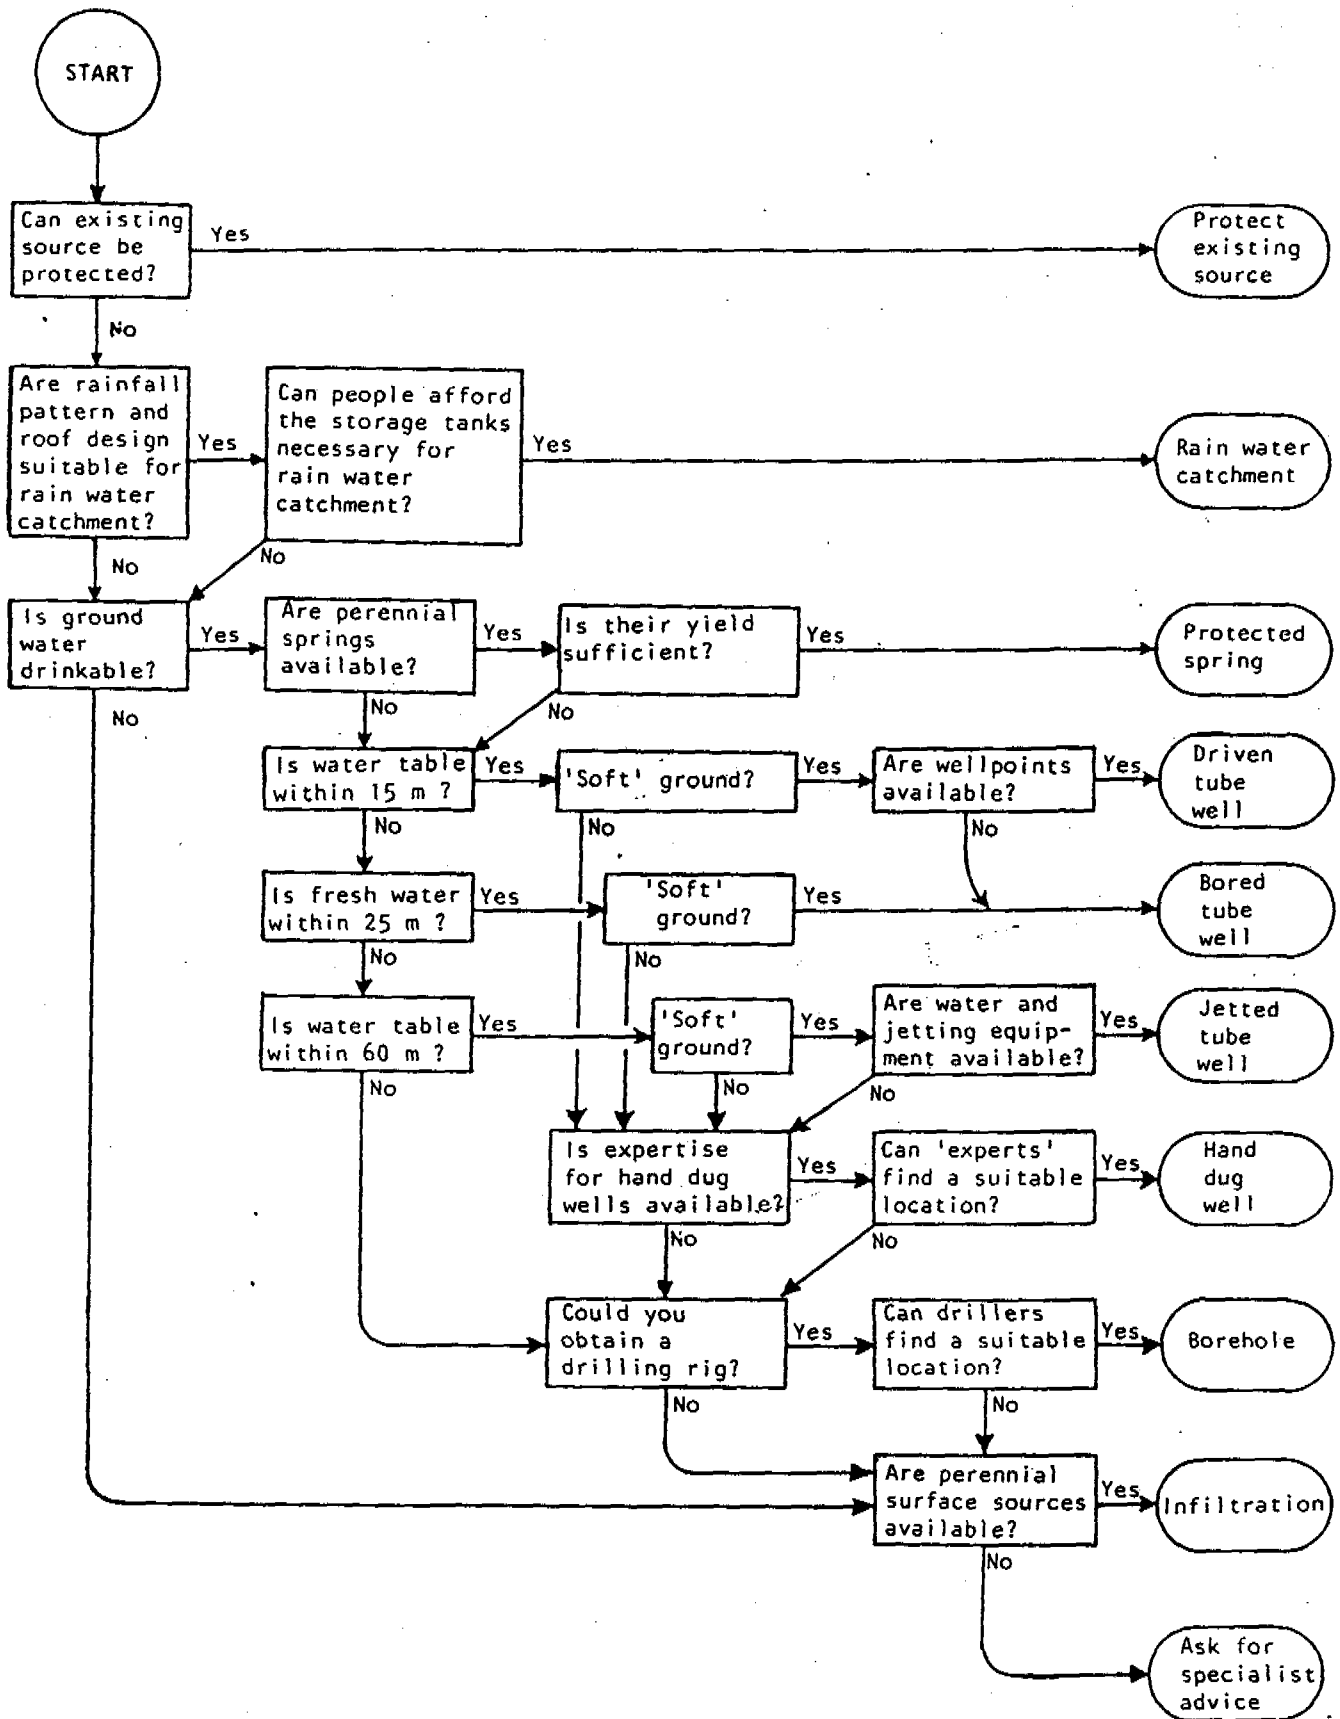 START
Can existing
source be
protected?
Yes
Protect
existing
source
No
Are rainfall
pattern and
roof design
suitable for
rain water
catchment?
Yes
Can people afford
the storage tanks
necessary for
rain water
catchment?
Yes
Rain water
catchment
No
No
Is ground
water
drinkable?
Yes
Are perennial
springs
available?
Yes
Is their yield
sufficient?
Yes
Protected
spring
No
No
No
Is water table
within 15 m ?
Yes
'Soft' ground?
Yes
Are wellpoints
available?
Yes
Driven
tube
well
No
No
No
Is fresh water
within 25 m ?
Yes
'Soft'
ground?
Yes
Bored
tube
well
No
No
Is water table
within 60 m ?
Yes
'Soft'
ground?
Yes
Are water and
jetting equip-
ment available?
Yes
Jetted
tube
well
No
No
No
Is expertise
for hand dug
wells available?
Yes
Can 'experts'
find a suitable
location?
Yes
Hand
dug
well
No
No
Could you
obtain a
drilling rig?
Yes
Can drillers
find a suitable
location?
Yes
Borehole
No
No
Are perennial
surface sources
available?
Yes
Infiltration
No
Ask for
specialist
advice